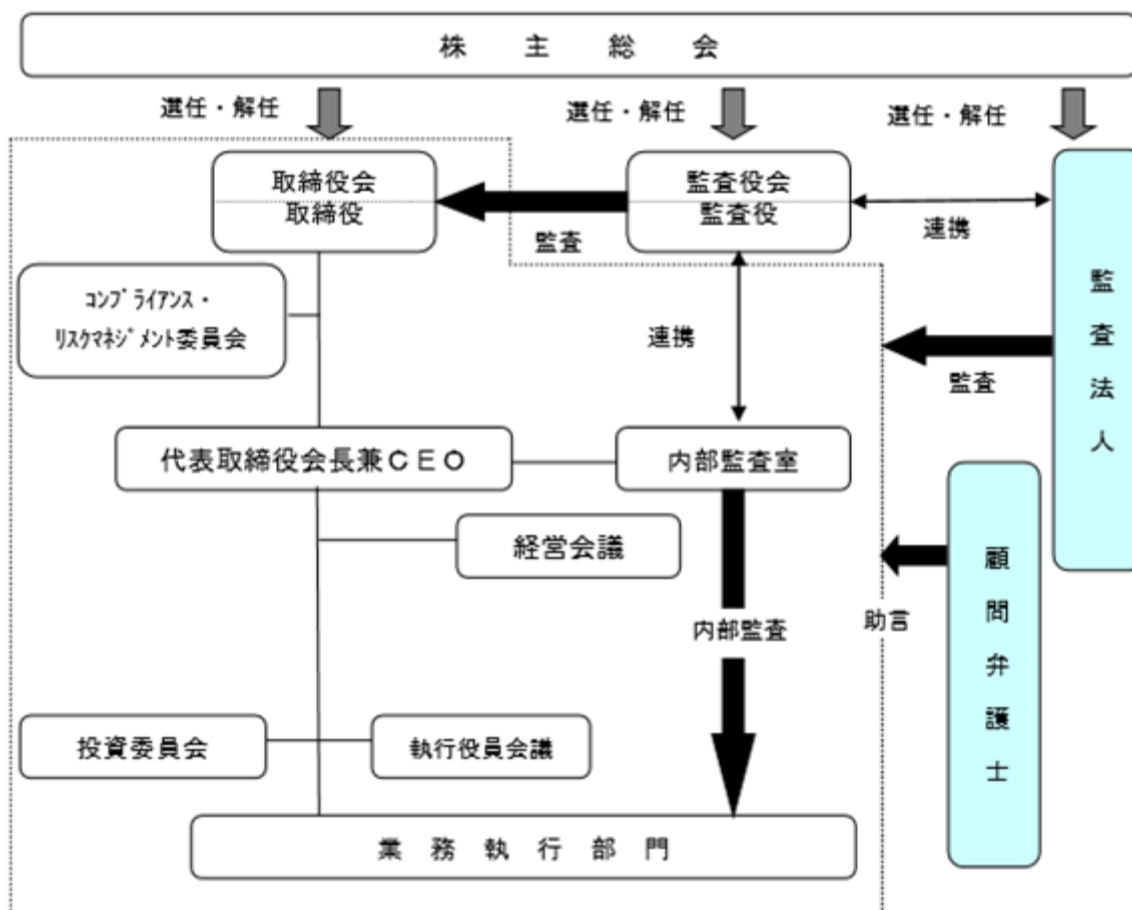 株主総会
選任・解任
選任・解任
選任・解任
取締役会
取締役
監査役会
監査役
監査
連携
コンプライアンス・
リスクマネジメント委員会
連携
監査
監査法人
代表取締役会長兼CEO
内部監査室
経営会議
内部監査
助言
顧問弁護士
投資委員会
執行役員会議
業務執行部門